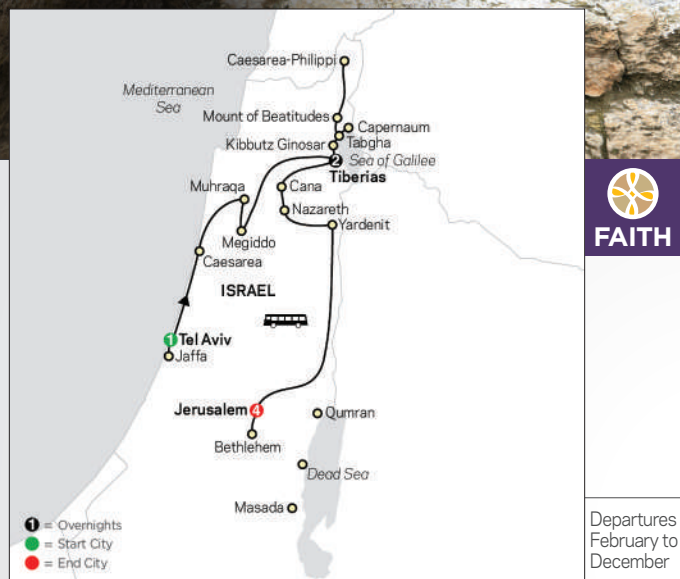 Caesarea-Philippi
Mediterranean
Sea
Mount of Beatitudes
Capernaum
Tabgha
Kibbutz Ginosar
2
Sea of Galilee
Tiberias
Muhraqa
Cana
Nazareth
Yardenit
Megiddo
Caesarea
ISRAEL
1 Tel Aviv
Jaffa
Jerusalem 4
Qumran
Bethlehem
Dead Sea
Masada
1 = Overnights
= Start City
= End City
FAITH
Departures
February to
December